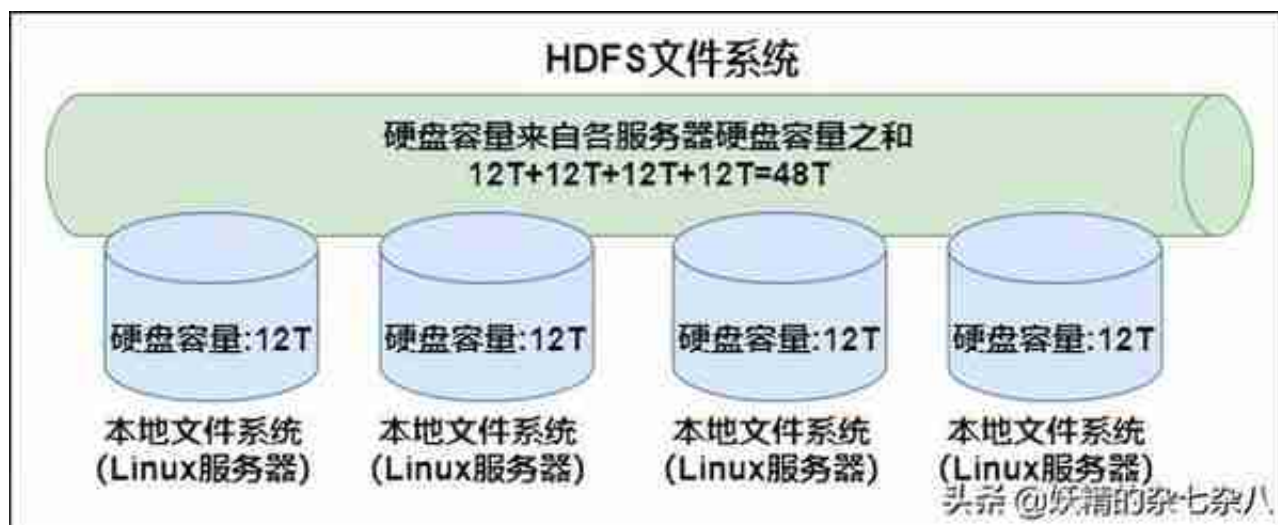 HDFS文件系统
硬盘容量来自各服务器硬盘容量之和
12T+12T+12T+12T=48T
硬盘容量:12T
硬盘容量:12T
硬盘容量:12T
硬盘容量:12T
本地文件系统
(Linux服务器)
本地文件系统
(Linux服务器)
本地文件系统
(Linux服务器)
本地文件系统
(Linux服务器)
头条 @妖精的杂七杂八